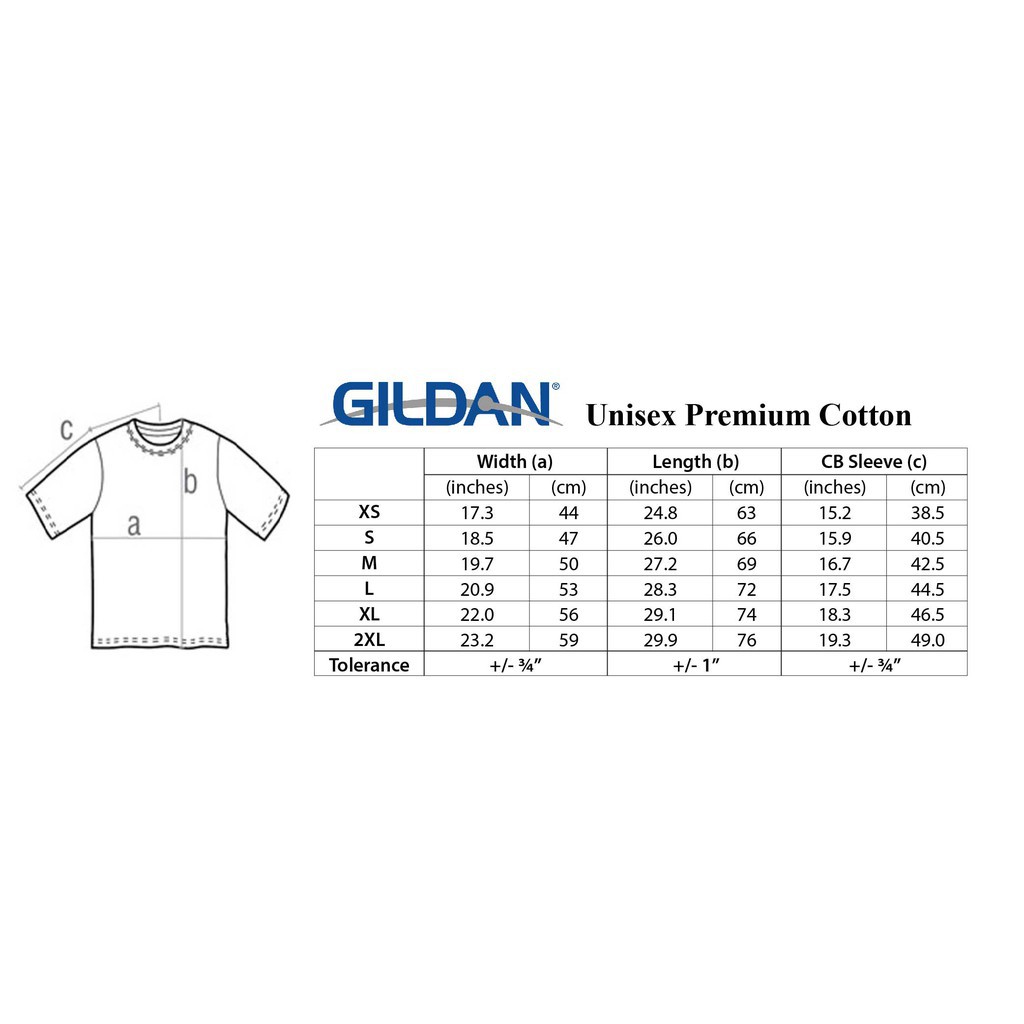 GILDAN® Unisex Premium Cotton
c
b
a
Width (a) Length (b) CB Sleeve (c)
(inches) (cm) (inches) (cm) (inches) (cm)
XS 17.3 44 24.8 63 15.2 38.5
S 18.5 47 26.0 66 15.9 40.5
M 19.7 50 27.2 69 16.7 42.5
L 20.9 53 28.3 72 17.5 44.5
XL 22.0 56 29.1 74 18.3 46.5
2XL 23.2 59 29.9 76 19.3 49.0
Tolerance +/- ¾” +/- 1” +/- ¾”